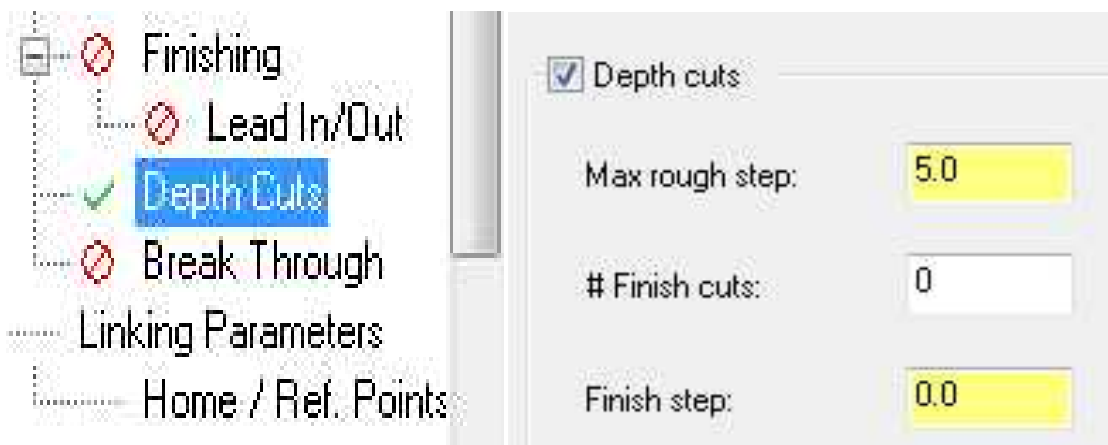 Finishing
Lead In/Out
Depth Cuts
Break Through
Linking Parameters
Home / Ref. Points
Depth cuts
Max rough step:
5.0
# Finish cuts:
0
Finish step:
0.0